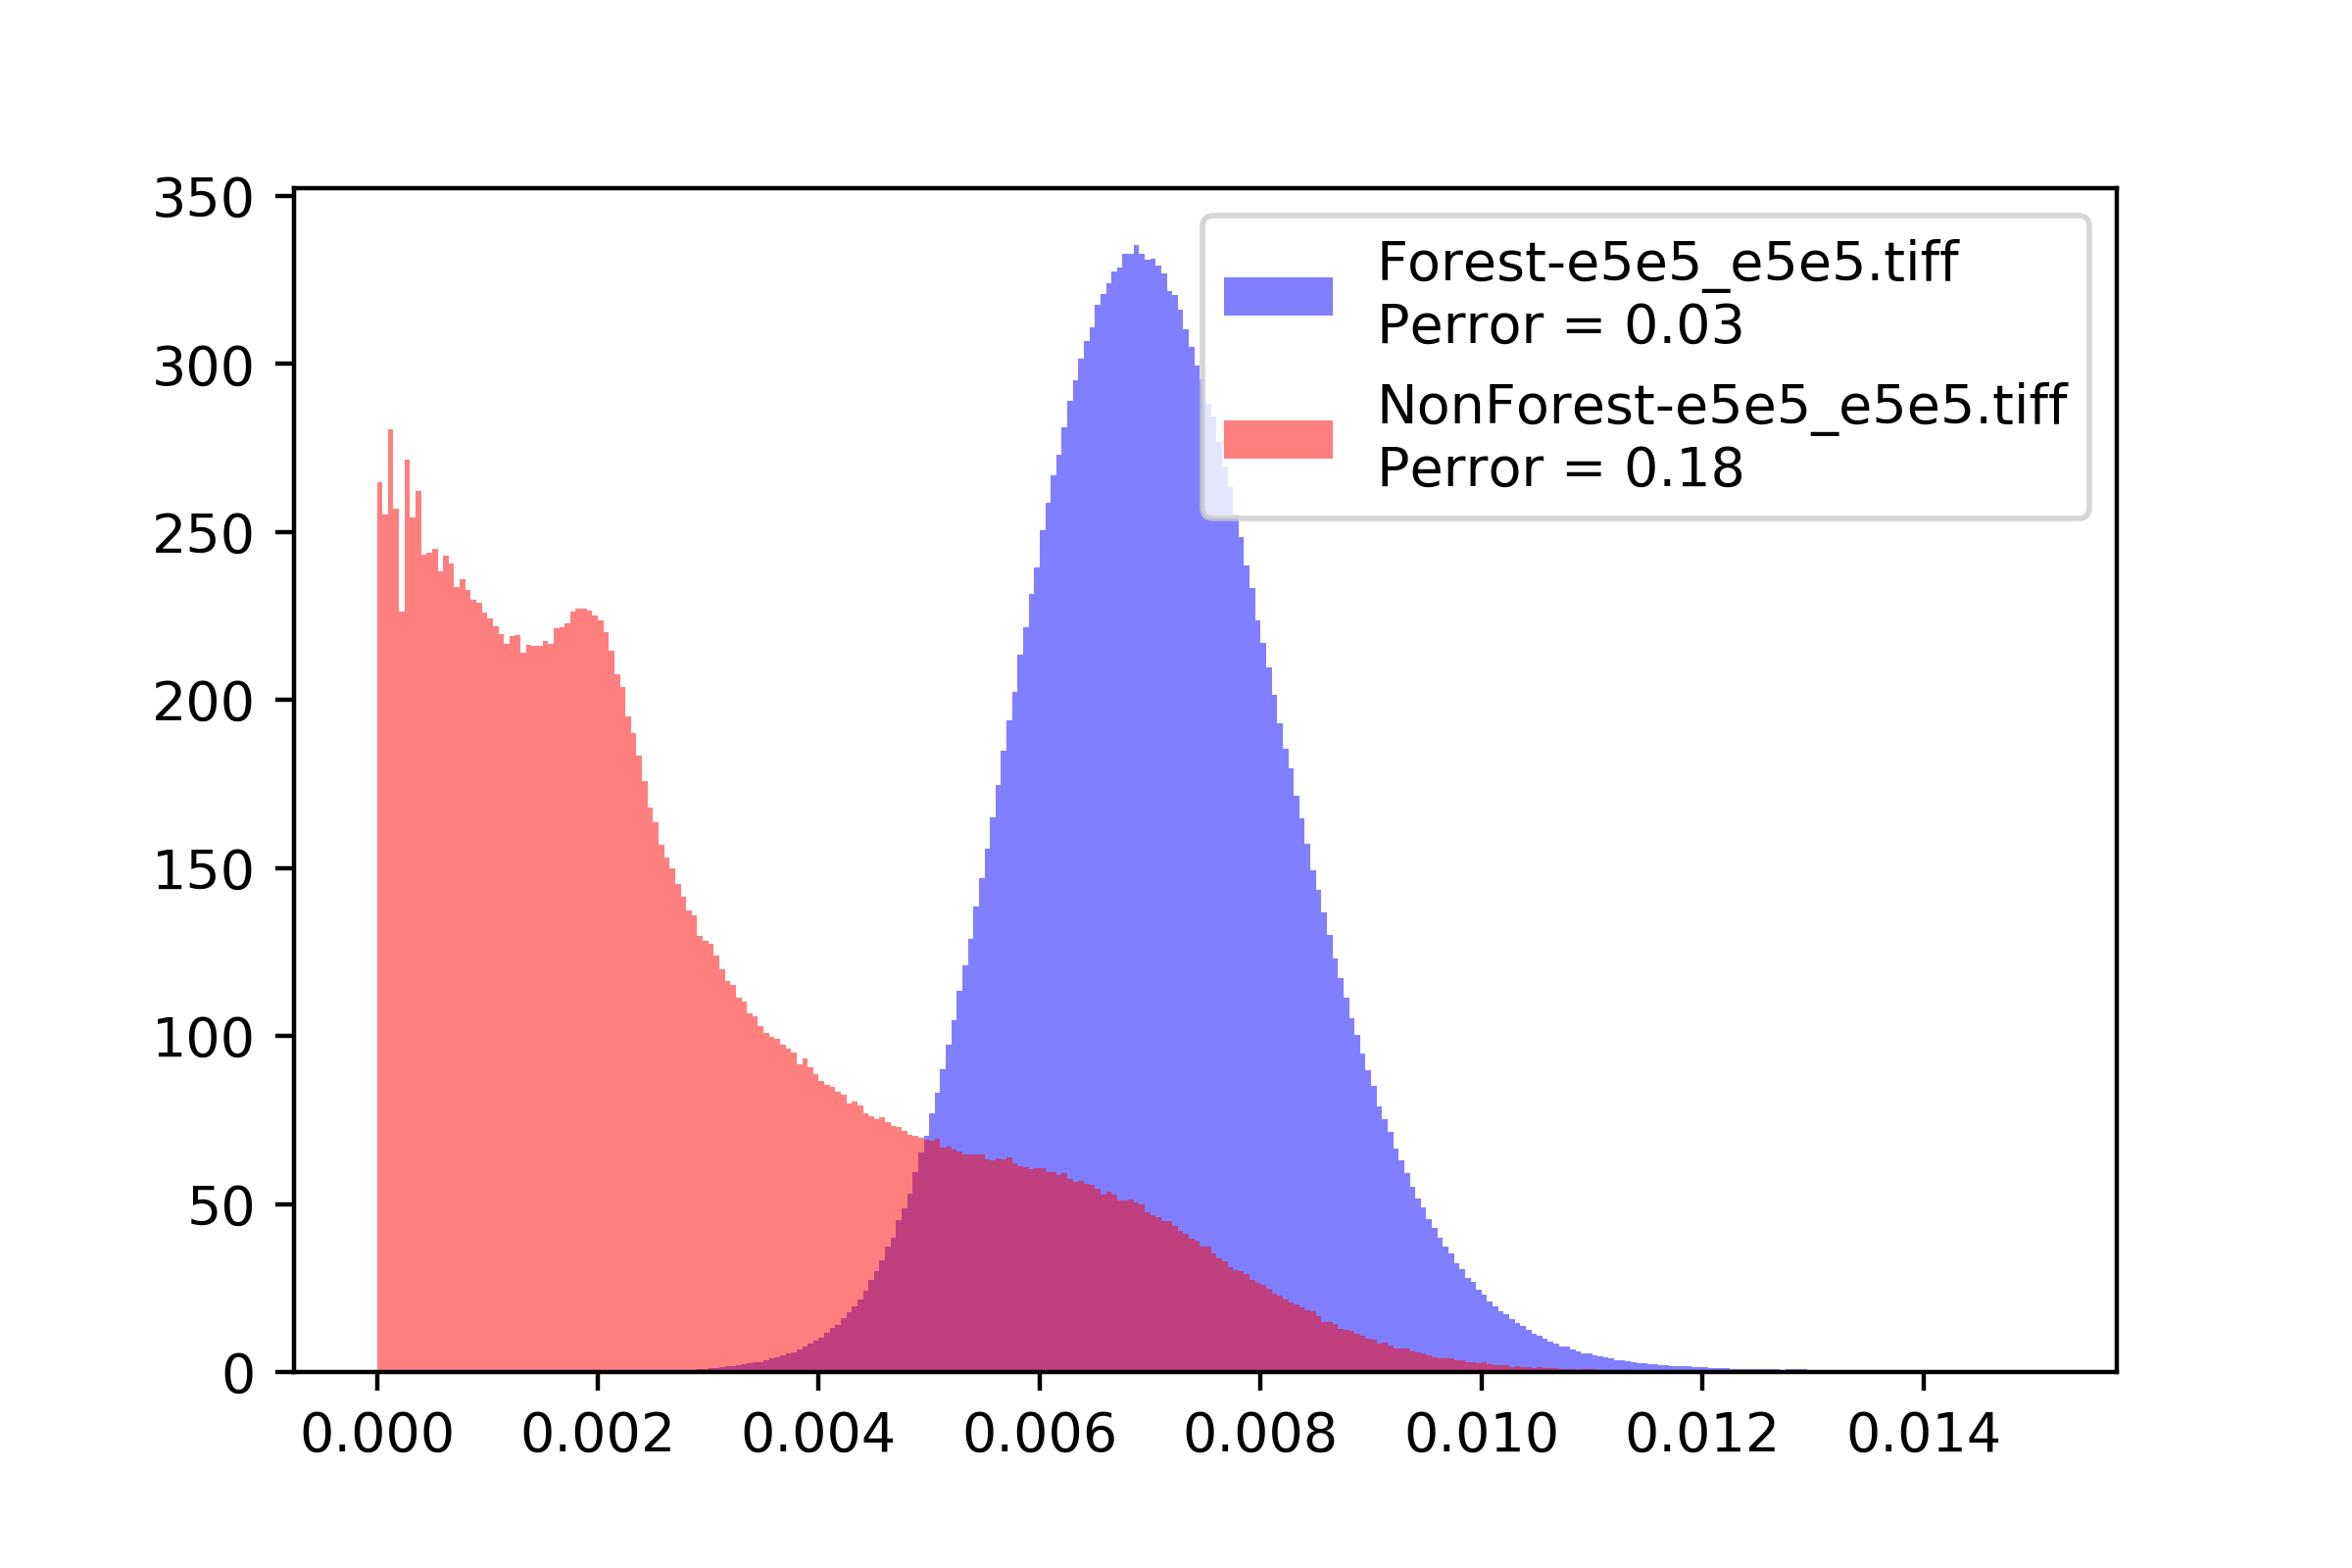 350
300
250
200
150
100
50
0
0.000 0.002 0.004 0.006 0.008 0.010 0.012 0.014
Forest-e5e5_e5e5.tiff
Perror = 0.03
NonForest-e5e5_e5e5.tiff
Perror = 0.18